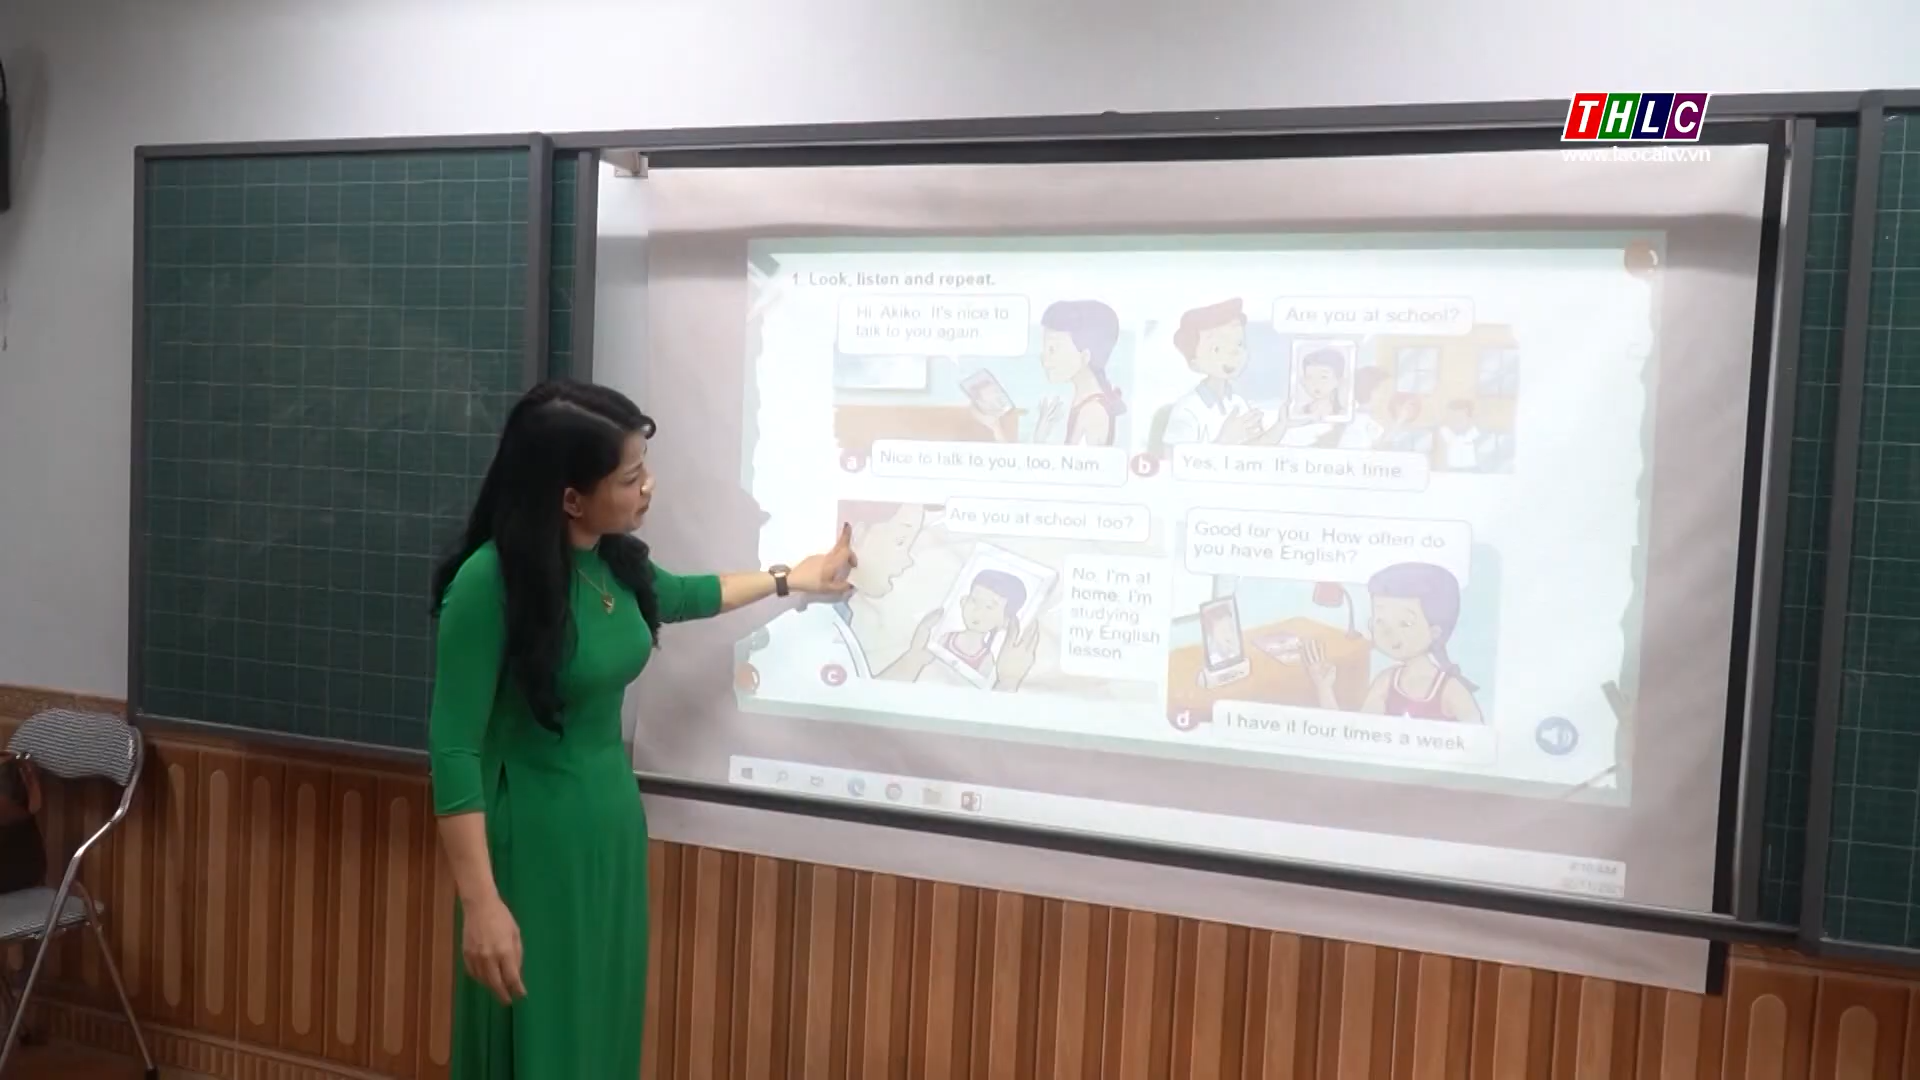 THLC
www.laocaitv.vn
1. Look, listen and repeat.
Hi, Akiko. It's nice to
talk to you again.
Nice to talk to you, too, Nam.
a
Are you at school?
Yes, I am. It's break time.
b
Are you at school, too?
No, I'm at
home. I'm
studying
my English
lesson.
c
Good for you. How often do
you have English?
I have it four times a week.
d